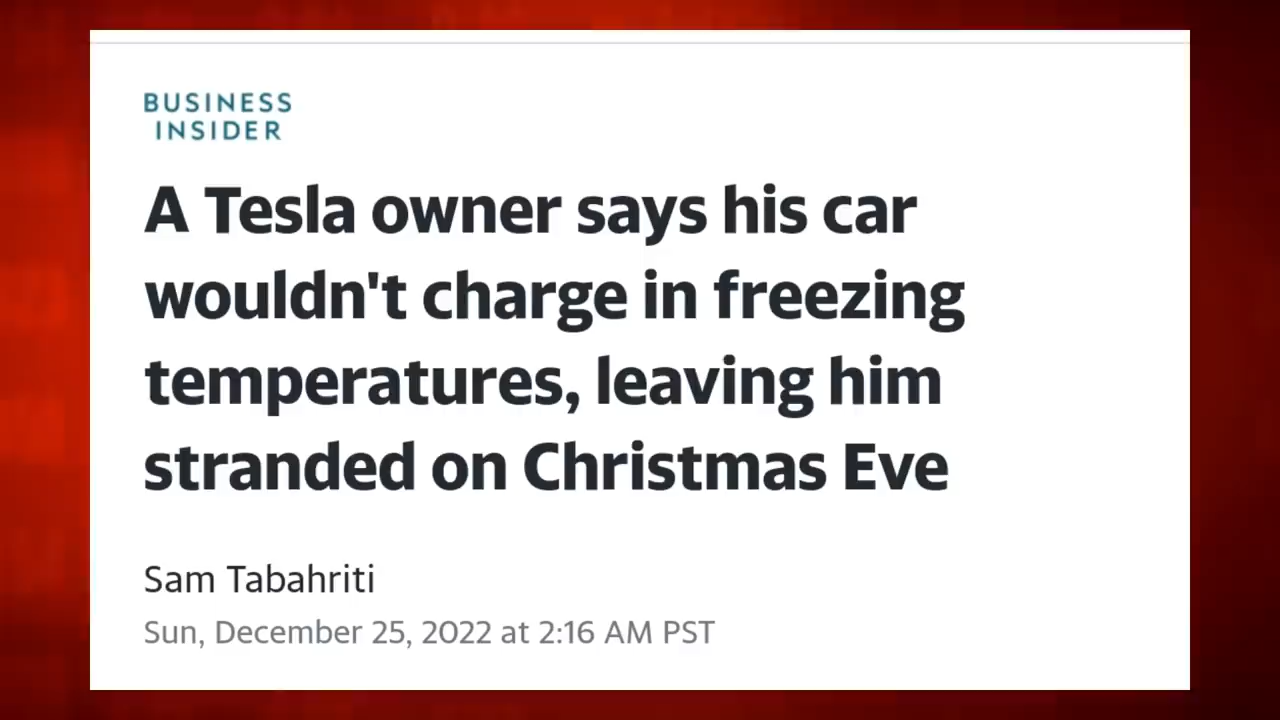 BUSINESS
INSIDER
A Tesla owner says his car
wouldn't charge in freezing
temperatures, leaving him
stranded on Christmas Eve
Sam Tabahriti
Sun, December 25, 2022 at 2:16 AM PST